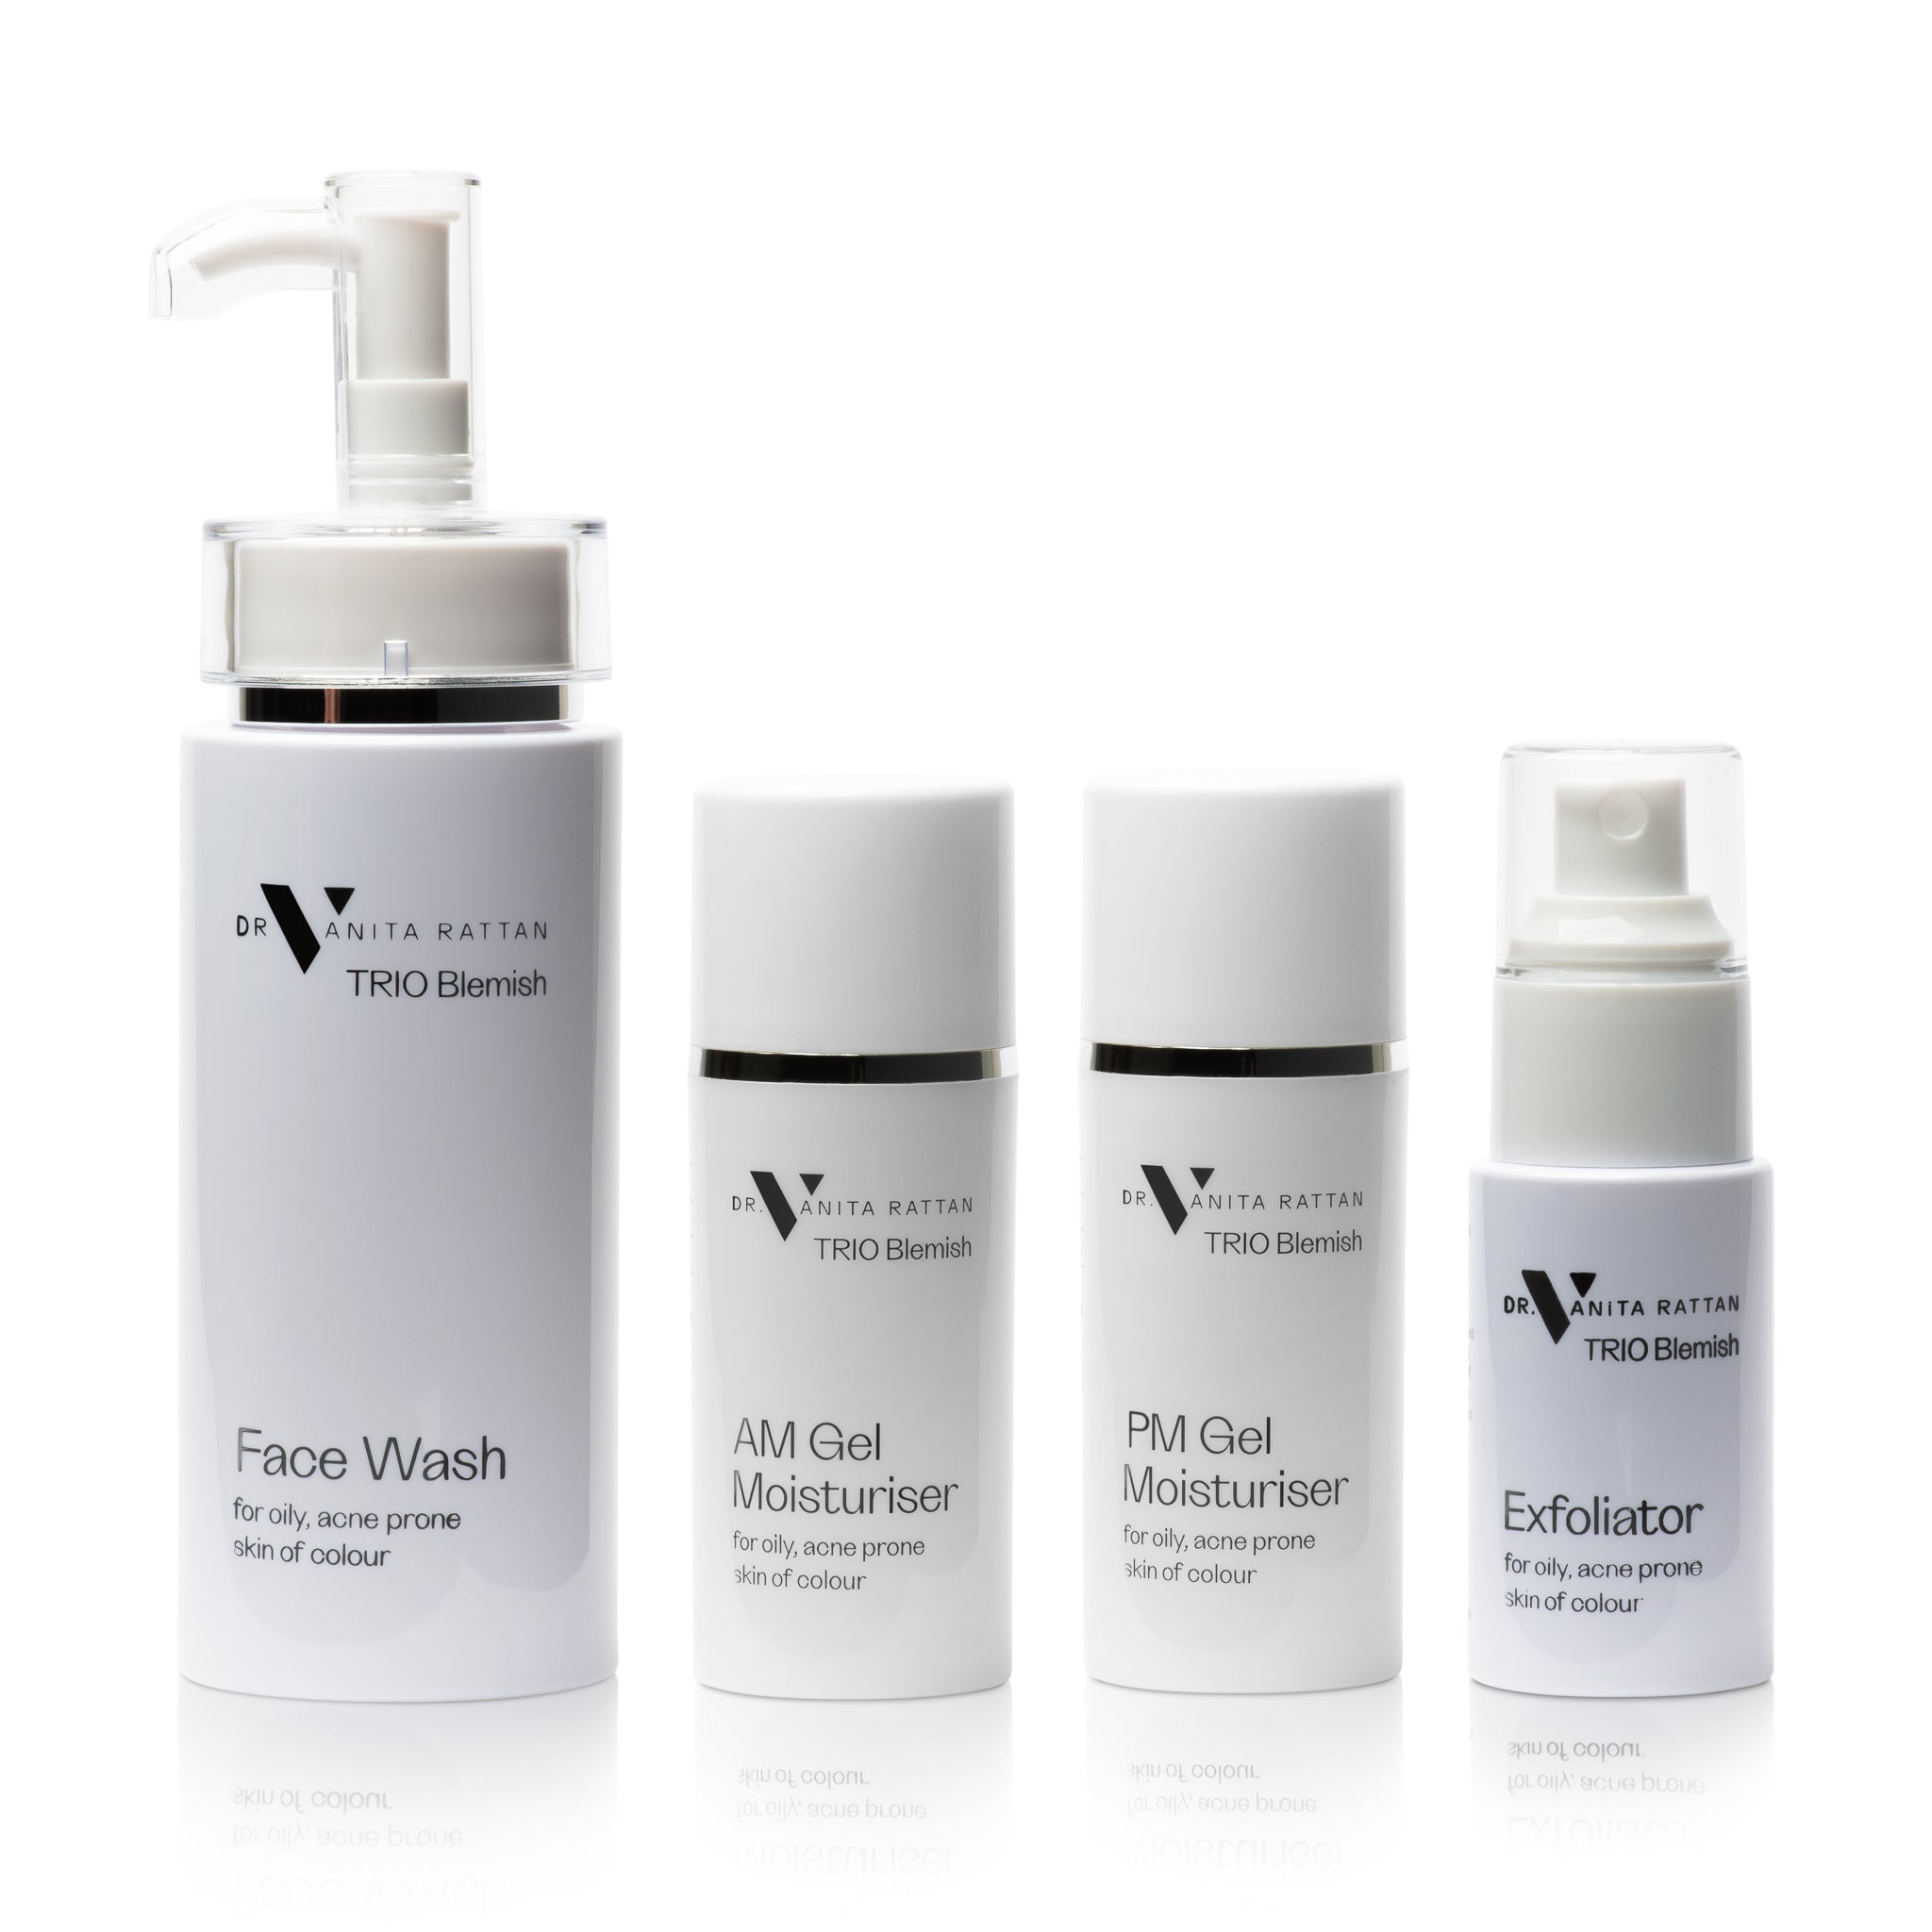 DR VANITA RATTAN
TRIO Blemish
Face Wash
for oily, acne prone
skin of colour
DR. VANITA RATTAN
TRIO Blemish
AM Gel
Moisturiser
for oily, acne prone
skin of colour
DR. VANITA RATTAN
TRIO Blemish
PM Gel
Moisturiser
for oily, acne prone
skin of colour
DR. VANITA RATTAN
TRIO Blemish
Exfoliator
for oily, acne prone
skin of colour